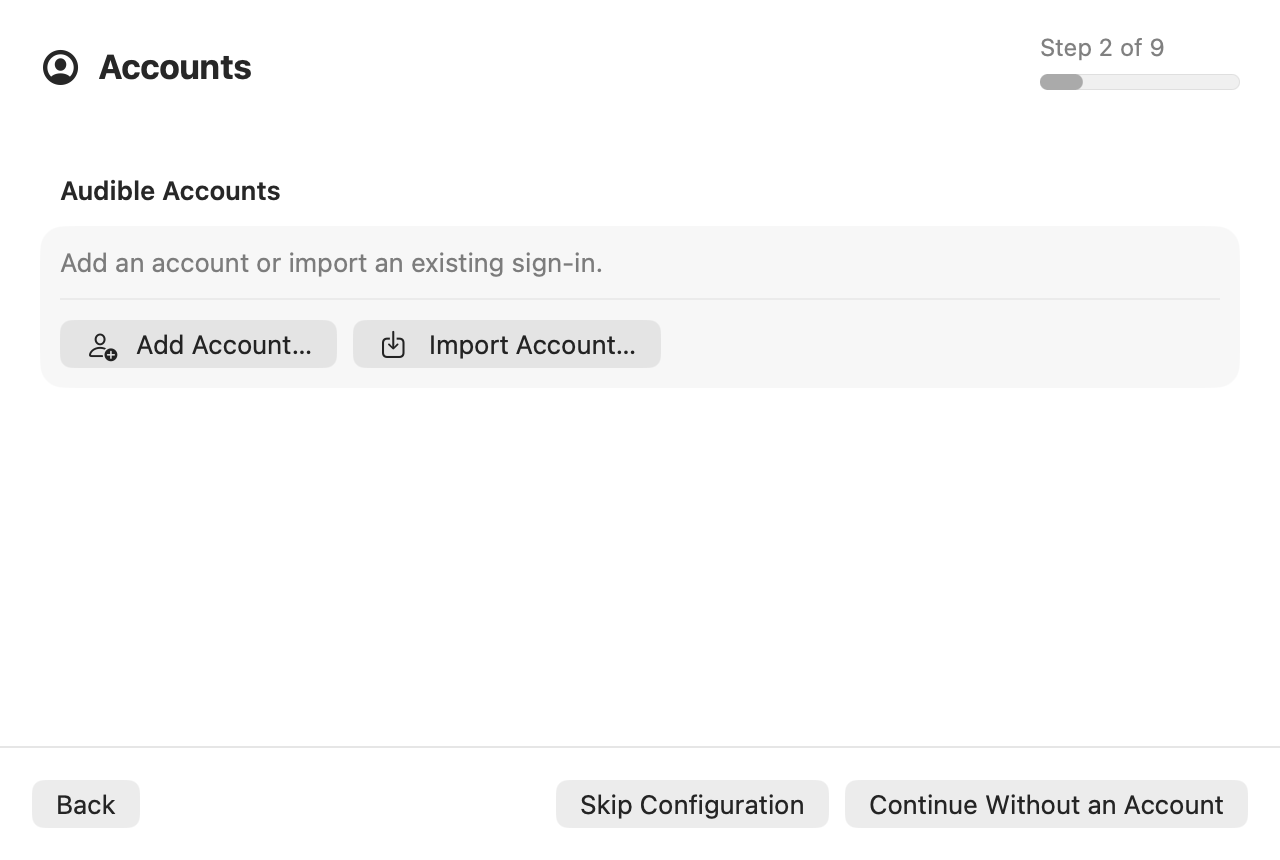 Accounts
Step 2 of 9
Audible Accounts
Add an account or import an existing sign-in.
Add Account...
Import Account...
Back
Skip Configuration
Continue Without an Account